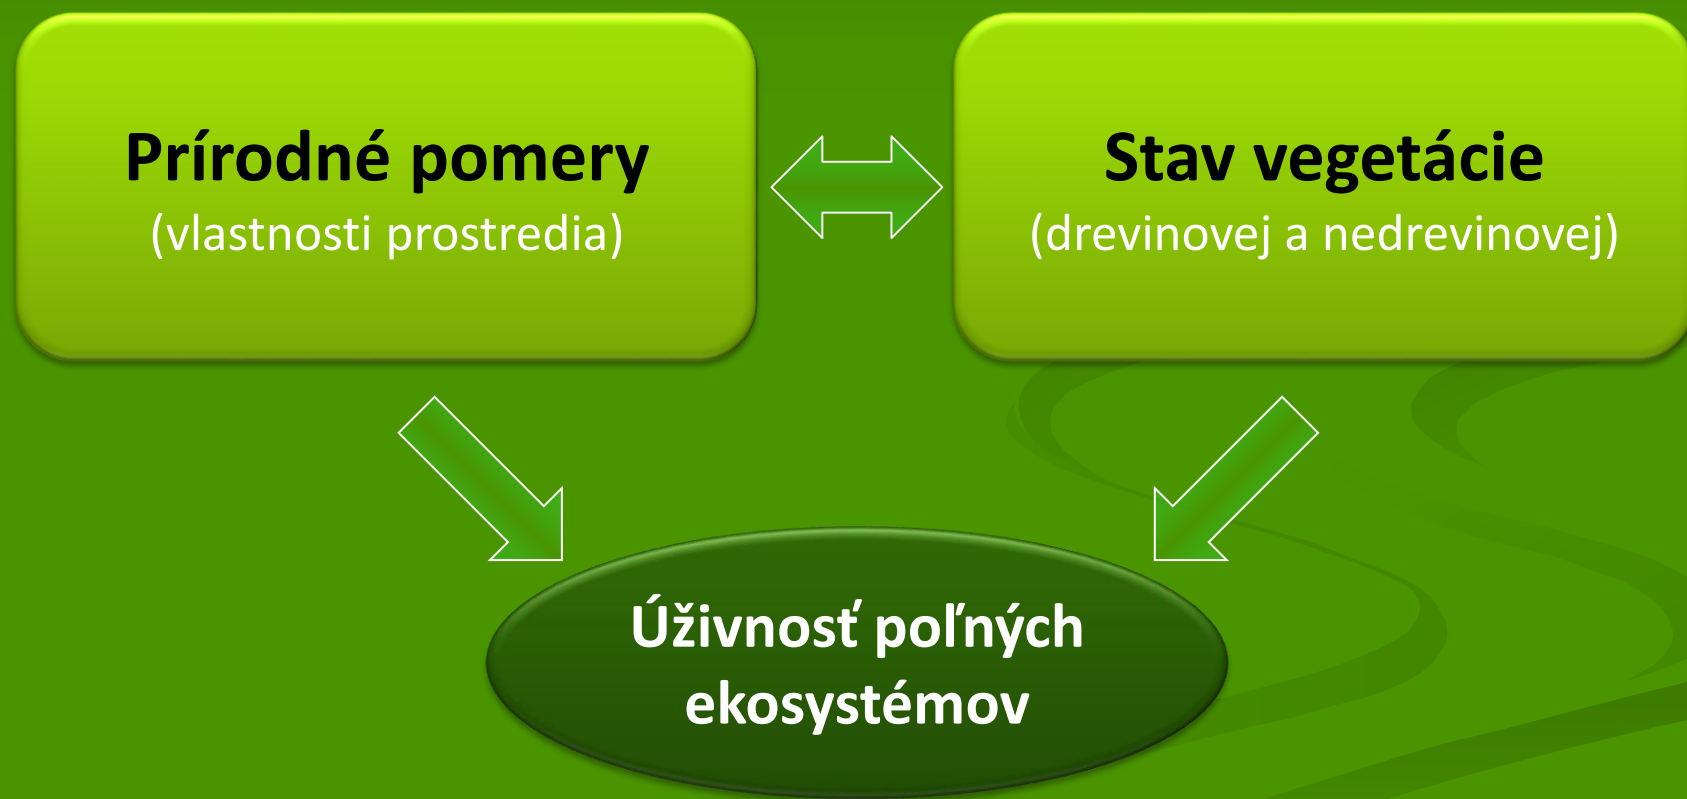 Prírodné pomery
(vlastnosti prostredia)
Stav vegetácie
(drevinovej a nedrevinovej)
Úživnosť poľných
ekosystémov